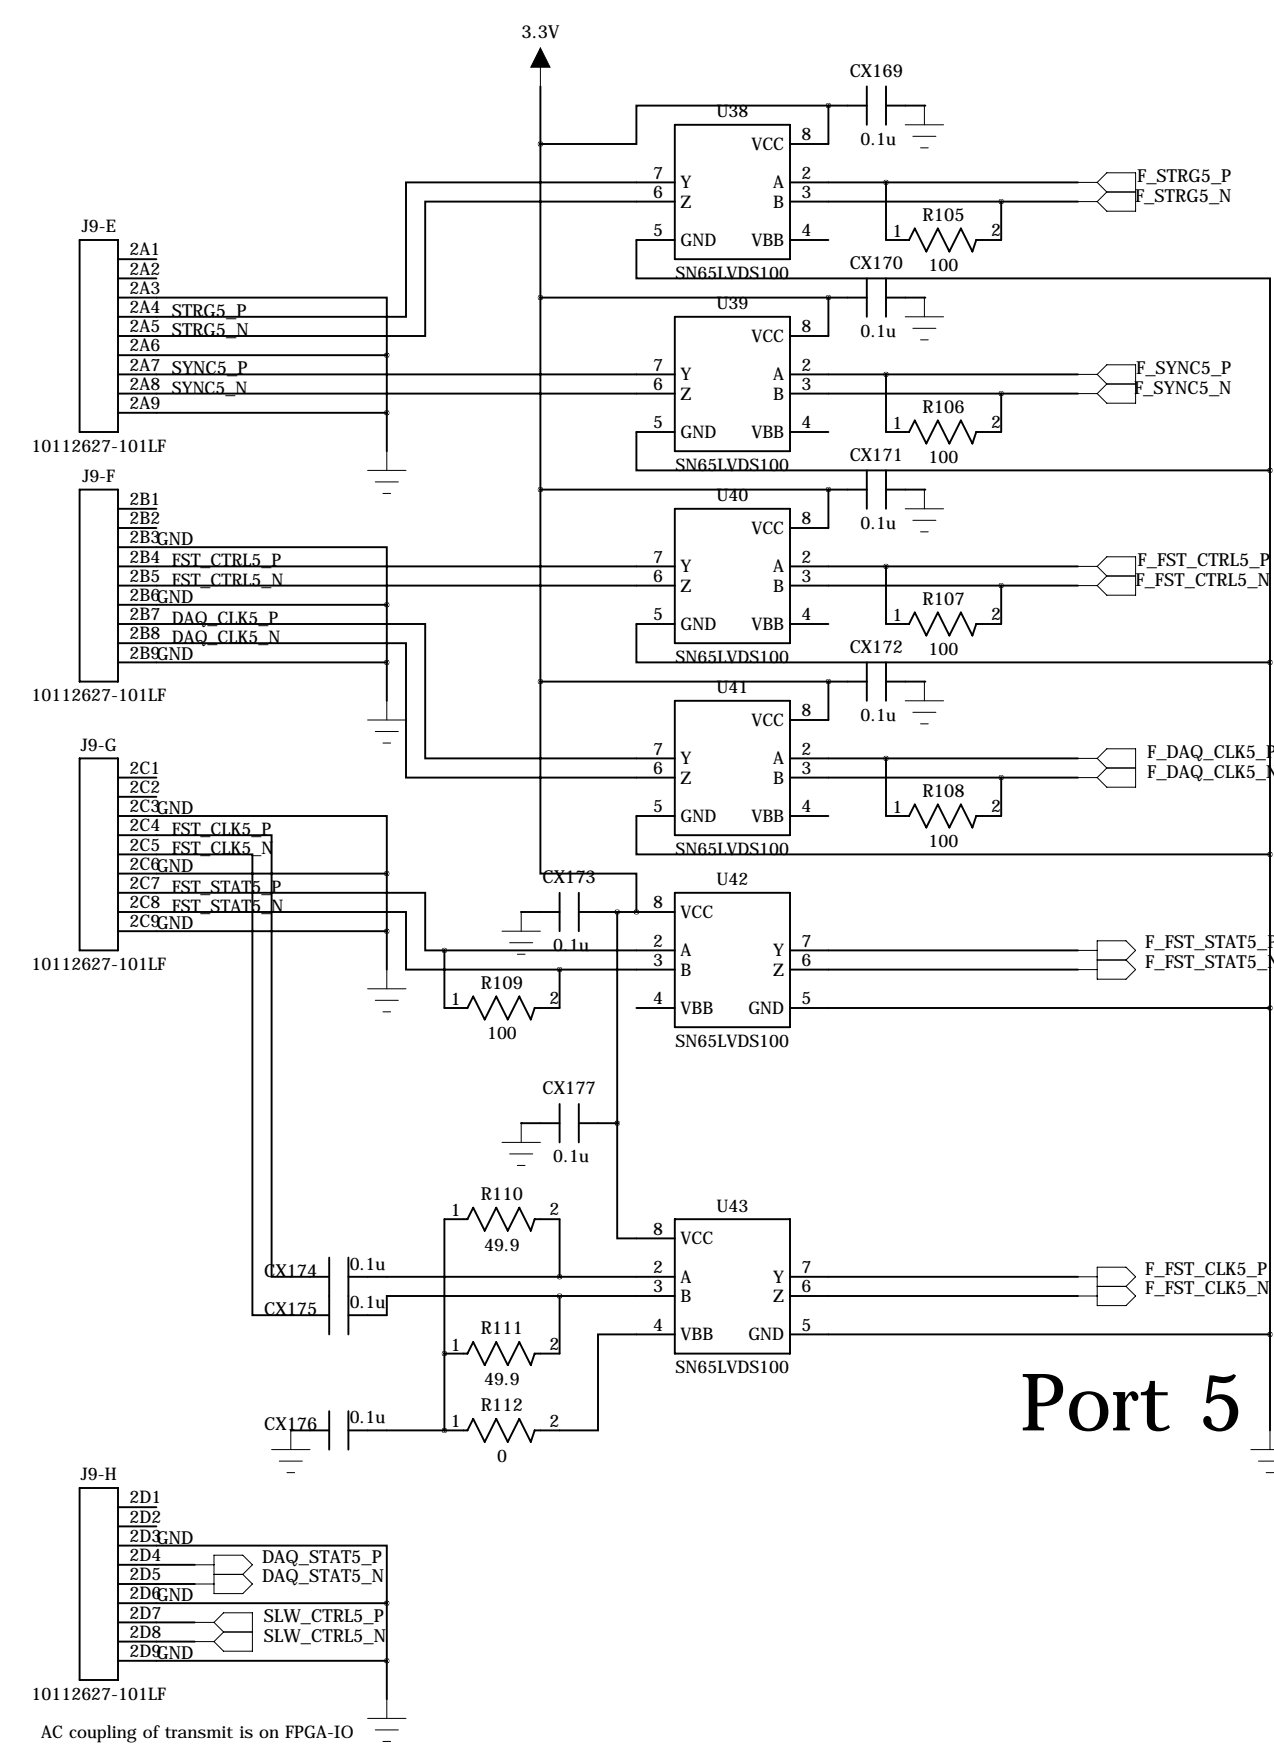 3.3V
CX169
0.1u
U38
VCC 8
7 Y A 2
6 Z B 3
5 GND VBB 4
SN65LVDS100
F_STRG5_P
F_STRG5_N
R105
1 2
100
J9-E
2A1
2A2
2A3
2A4 STRG5_P
2A5 STRG5_N
2A6
2A7 SYNC5_P
2A8 SYNC5_N
2A9
10112627-101LF
CX170
0.1u
U39
VCC 8
7 Y A 2
6 Z B 3
5 GND VBB 4
SN65LVDS100
F_SYNC5_P
F_SYNC5_N
R106
1 2
100
J9-F
2B1
2B2
2B3 GND
2B4 FST_CTRL5_P
2B5 FST_CTRL5_N
2B6 GND
2B7 DAQ_CLK5_P
2B8 DAQ_CLK5_N
2B9 GND
10112627-101LF
CX171
0.1u
U40
VCC 8
7 Y A 2
6 Z B 3
5 GND VBB 4
SN65LVDS100
F_FST_CTRL5_P
F_FST_CTRL5_N
R107
1 2
100
CX172
0.1u
U41
VCC 8
7 Y A 2
6 Z B 3
5 GND VBB 4
SN65LVDS100
F_DAQ_CLK5_P
F_DAQ_CLK5_N
R108
1 2
100
J9-G
2C1
2C2
2C3 GND
2C4 FST_CLK5_P
2C5 FST_CLK5_N
2C6 GND
2C7 FST_STAT5_P
2C8 FST_STAT5_N
2C9 GND
10112627-101LF
CX173
0.1u
U42
8 VCC
2 A Y 7
3 B Z 6
4 VBB GND 5
SN65LVDS100
F_FST_STAT5_P
F_FST_STAT5_N
R109
1 2
100
CX177
0.1u
R110
1 2
49.9
U43
8 VCC
2 A Y 7
3 B Z 6
4 VBB GND 5
SN65LVDS100
F_FST_CLK5_P
F_FST_CLK5_N
CX174 0.1u
CX175 0.1u
R111
1 2
49.9
CX176 0.1u
R112
1 2
0
Port 5
J9-H
2D1
2D2
2D3 GND
2D4 DAQ_STAT5_P
2D5 DAQ_STAT5_N
2D6 GND
2D7 SLW_CTRL5_P
2D8 SLW_CTRL5_N
2D9 GND
10112627-101LF
AC coupling of transmit is on FPGA-IO